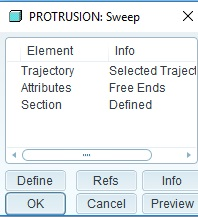 PROTRUSION: Sweep
Element Info
Trajectory Selected Traject
Attributes Free Ends
Section Defined
Define Refs Info
OK Cancel Preview